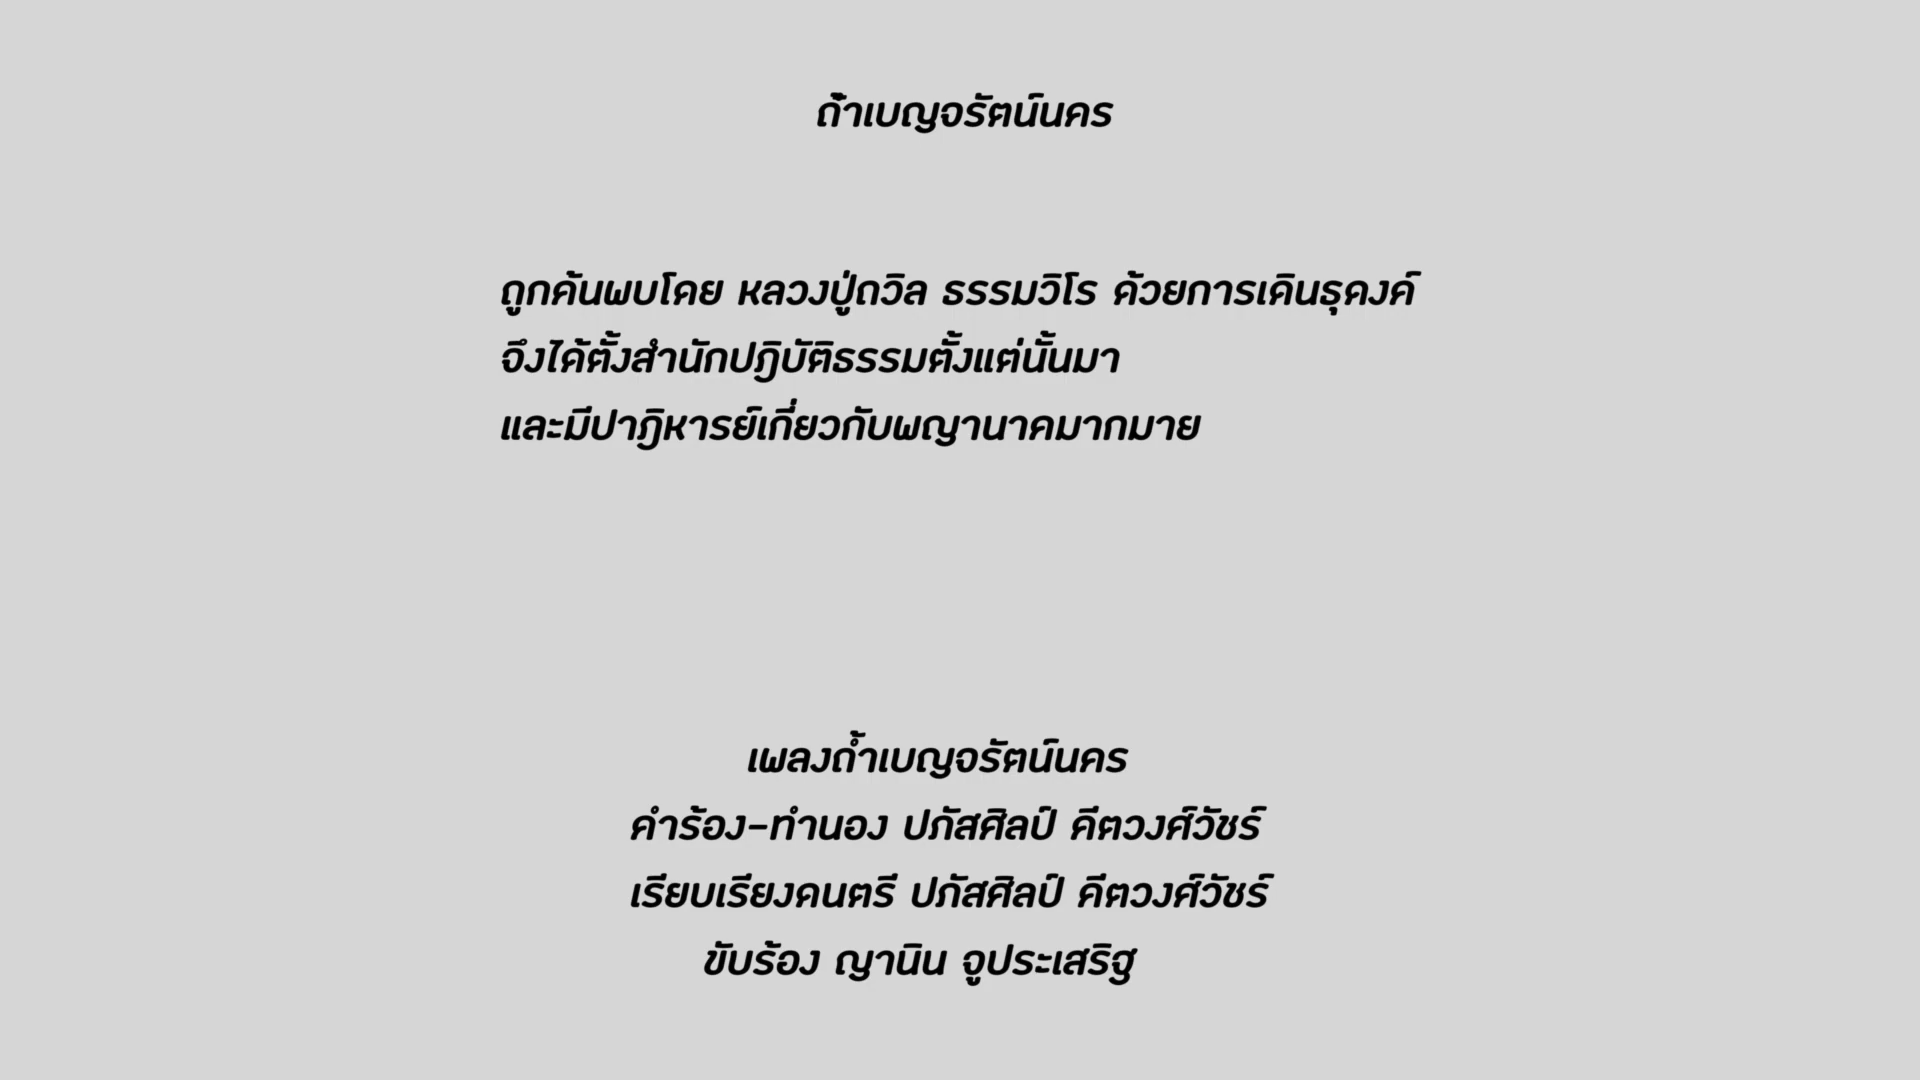 ถ้ำเบญจรัตน์นคร
ถูกค้นพบโดย หลวงปู่ถวิล ธรรมวิโร ด้วยการเดินธุดงค์
จึงได้ตั้งสำนักปฎิบัติธรรมตั้งแต่นั้นมา
และมีปาฎิหารย์เกี่ยวกับพญานาคมากมาย
เพลงถ้ำเบญจรัตน์นคร
คำร้อง-ทำนอง ปภัสศิลป์ คีตวงศ์วัชร์
เรียบเรียงดนตรี ปภัสศิลป์ คีตวงศ์วัชร์
ขับร้อง ญานิน จูประเสริฐ